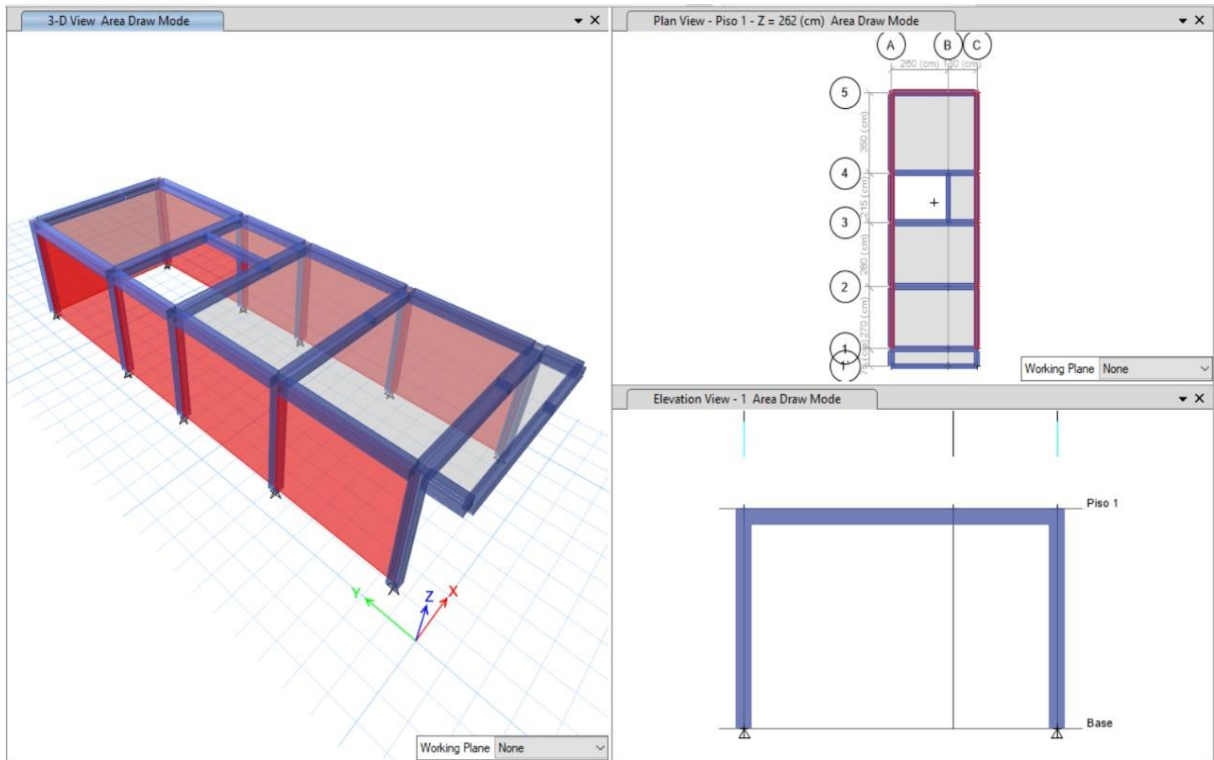 3-D View Area Draw Mode
Y
Z
X
Working Plane None
Plan View - Piso 1 - Z = 262 (cm) Area Draw Mode
A
B
C
260 (cm)
5
350 (cm)
4
215 (cm)
3
280 (cm)
2
270 (cm)
1
1
Working Plane None
Elevation View - 1 Area Draw Mode
Piso 1
Base